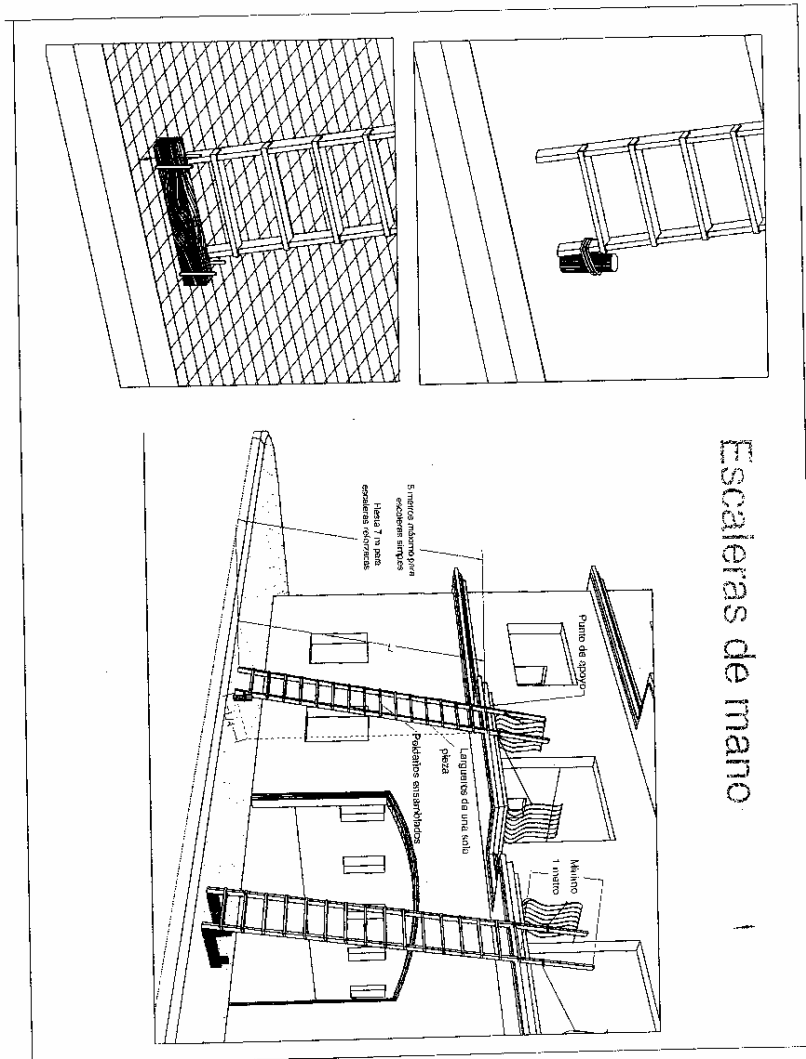 Escaleras de mano
5 metros máximo para
escaleras simples
Hasta 7 m para
escaleras reforzadas
Punto de apoyo
L
Largueros de una sola
pieza
Peldaños ensamblados
Mínimo
1 metro